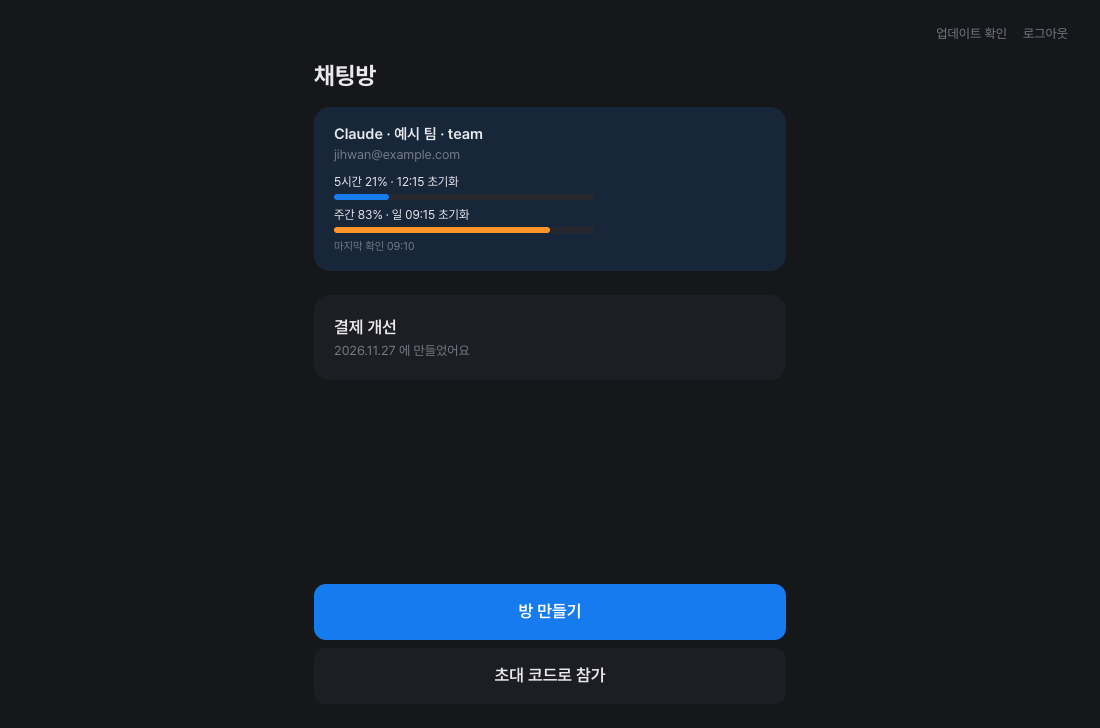 업데이트 확인 로그아웃
채팅방
Claude · 예시 팀 · team
jihwan@example.com
5시간 21% · 12:15 초기화
주간 83% · 일 09:15 초기화
마지막 확인 09:10
결제 개선
2026.11.27 에 만들었어요
방 만들기
초대 코드로 참가